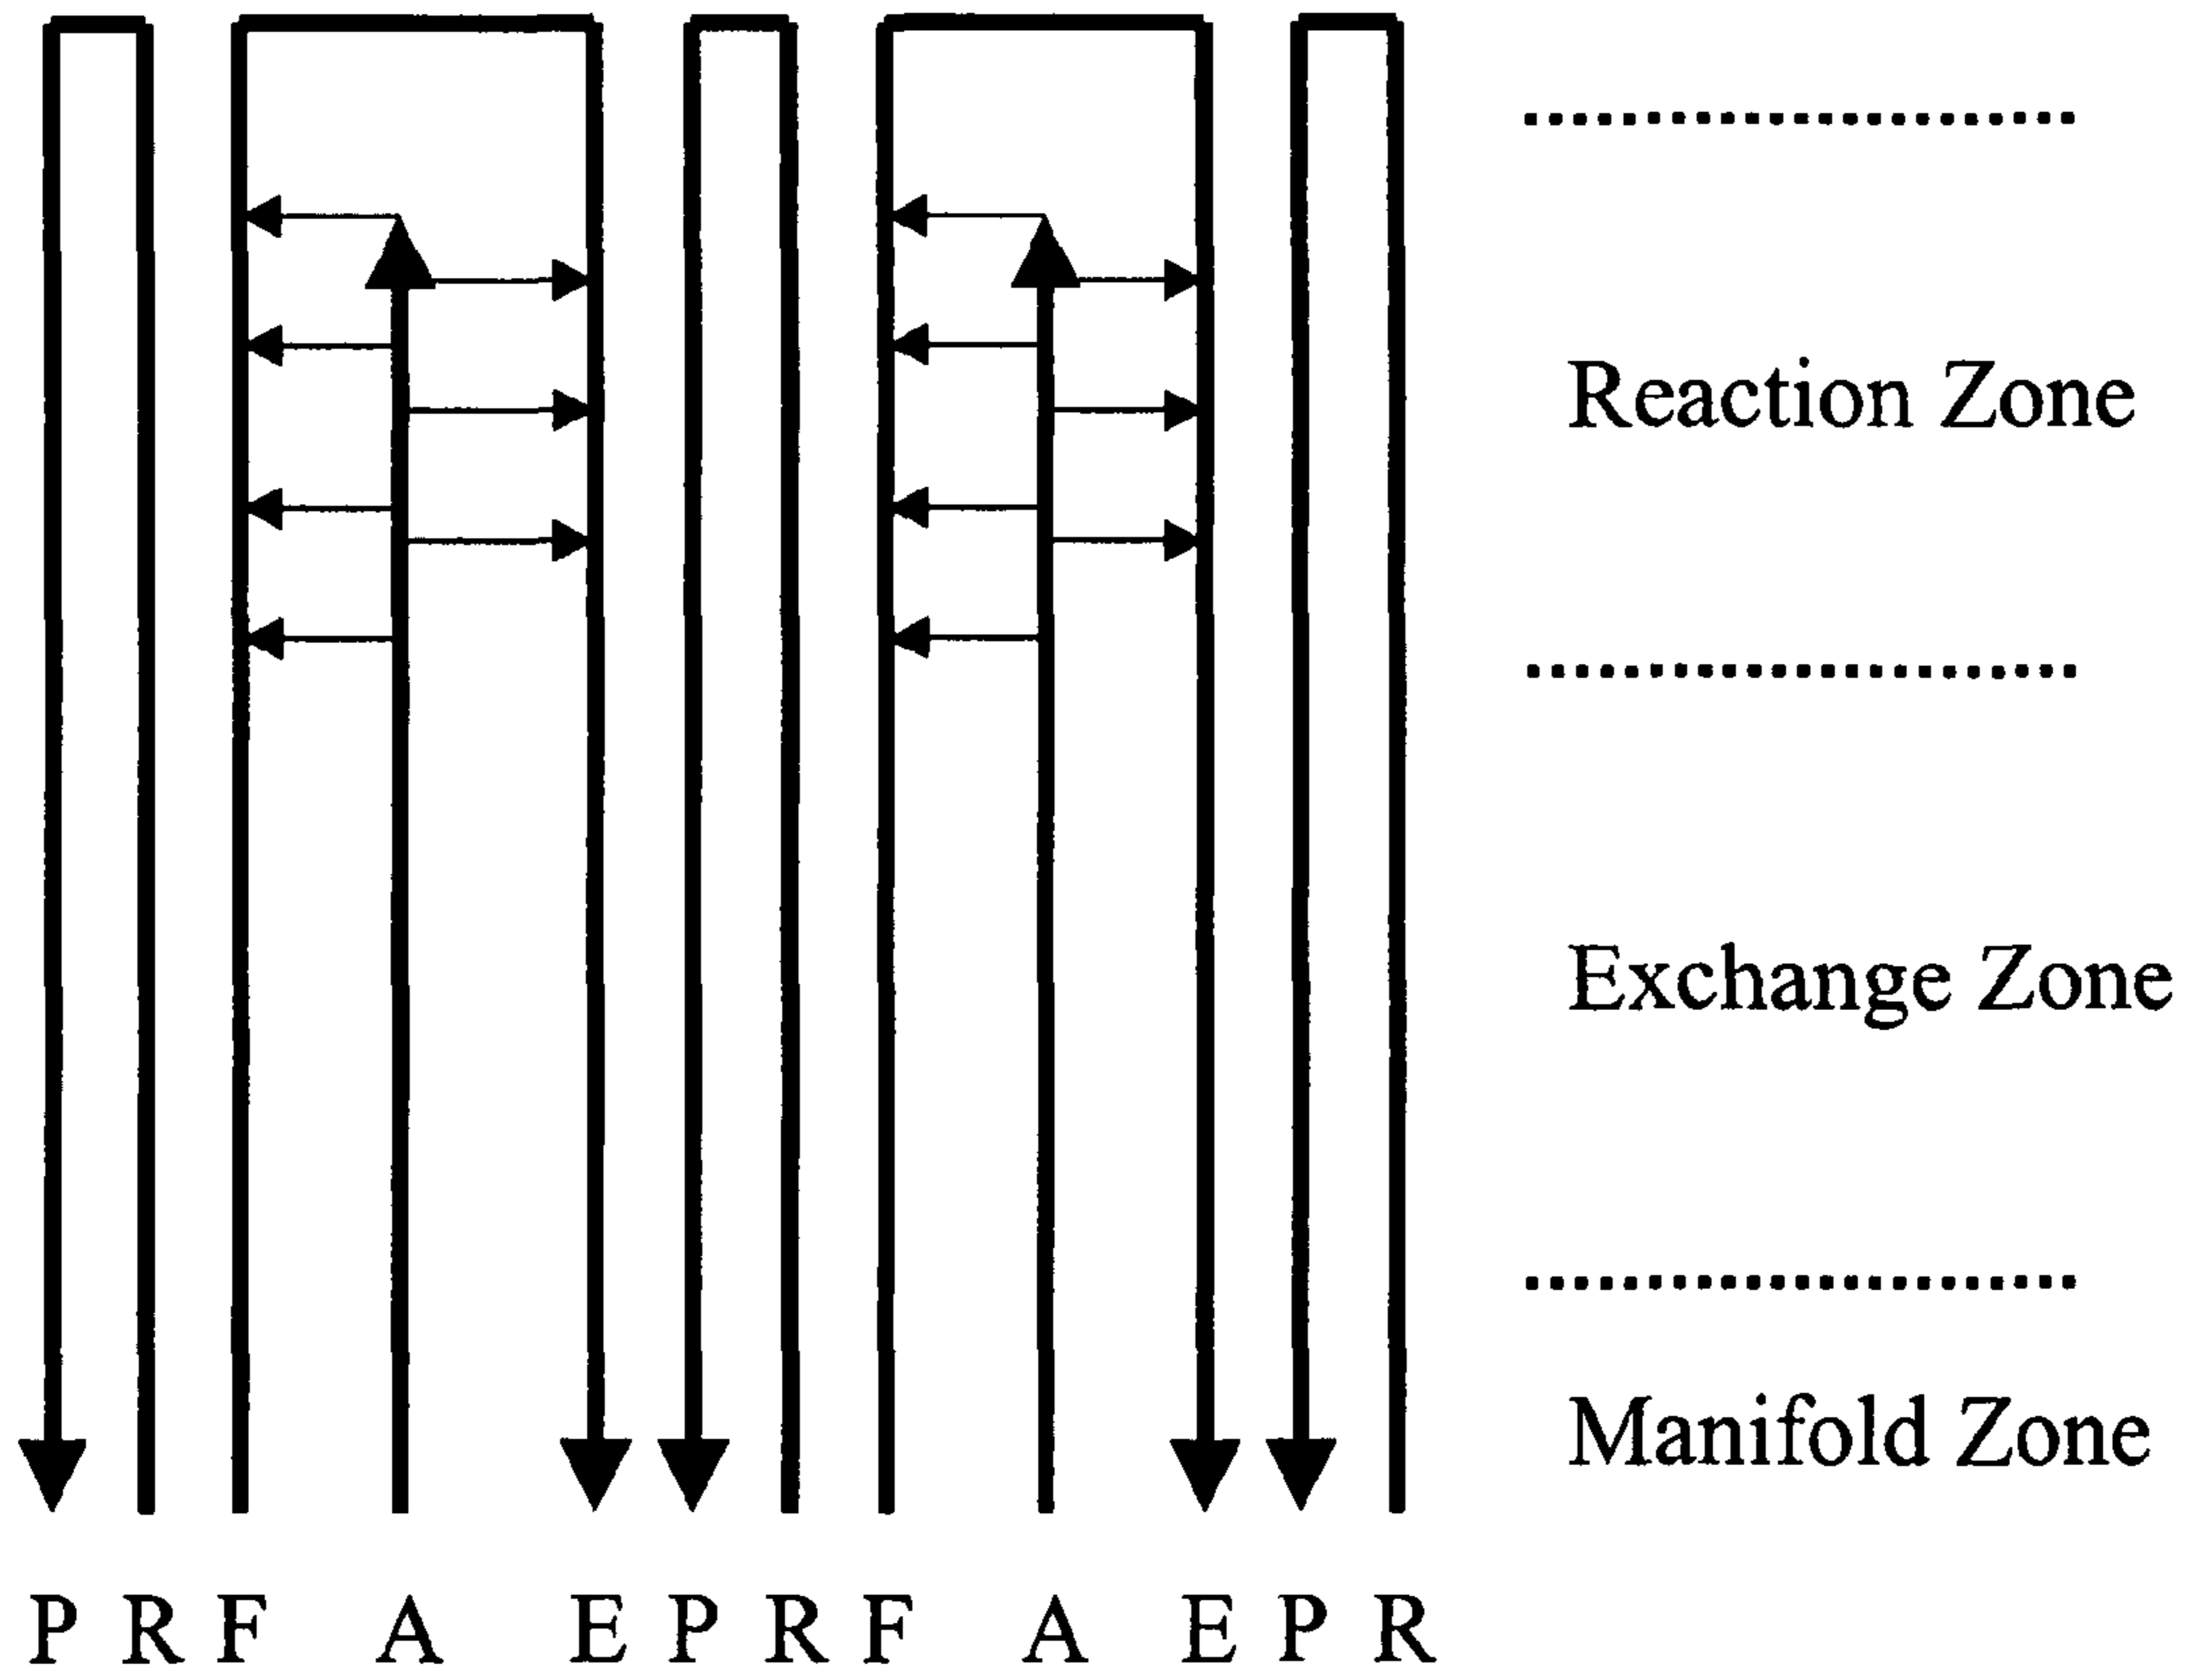 Reaction Zone
Exchange Zone
Manifold Zone
P R F A E P R F A E P R